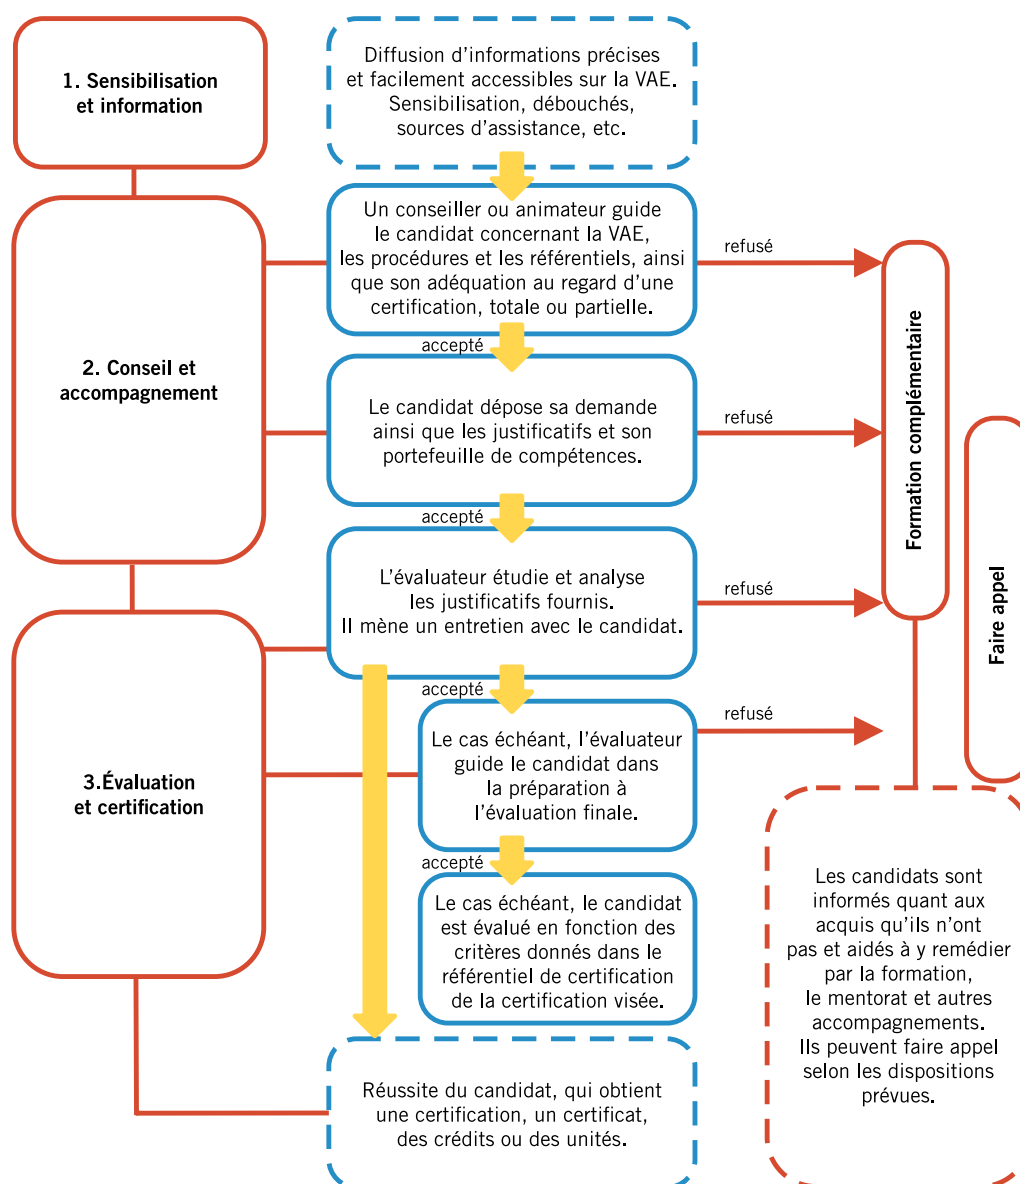 1. Sensibilisation
et information
Diffusion d’informations précises
et facilement accessibles sur la VAE.
Sensibilisation, débouchés,
sources d’assistance, etc.
2. Conseil et
accompagnement
Un conseiller ou animateur guide
le candidat concernant la VAE,
les procédures et les référentiels, ainsi
que son adéquation au regard d’une
certification, totale ou partielle.
refusé
accepté
Le candidat dépose sa demande
ainsi que les justificatifs et son
portefeuille de compétences.
refusé
accepté
Formation complémentaire
Faire appel
3.Évaluation
et certification
L’évaluateur étudie et analyse
les justificatifs fournis.
Il mène un entretien avec le candidat.
refusé
accepté
Le cas échéant, l’évaluateur
guide le candidat dans
la préparation à
l’évaluation finale.
refusé
accepté
Le cas échéant, le candidat
est évalué en fonction des
critères donnés dans le
référentiel de certification
de la certification visée.
Réussite du candidat, qui obtient
une certification, un certificat,
des crédits ou des unités.
Les candidats sont
informés quant aux
acquis qu’ils n’ont
pas et aidés à y remédier
par la formation,
le mentorat et autres
accompagnements.
Ils peuvent faire appel
selon les dispositions
prévues.